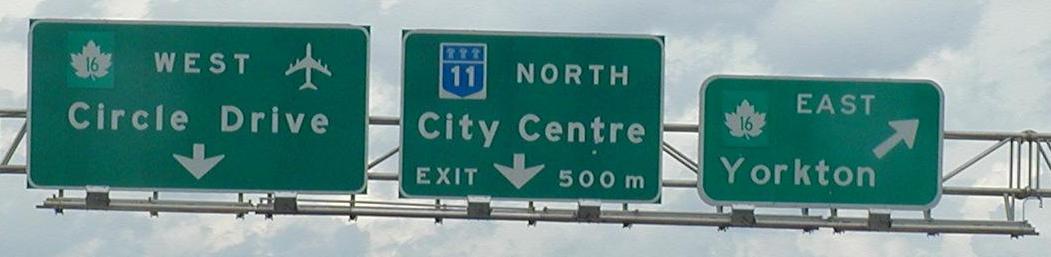 16 WEST
Circle Drive
11 NORTH
City Centre
EXIT 500 m
16 EAST
Yorkton